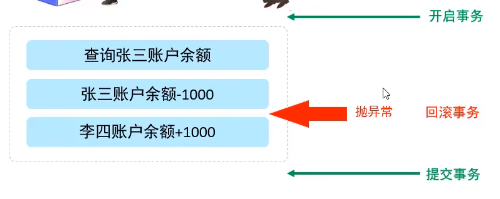 开启事务
查询张三账户余额
张三账户余额-1000
抛异常
回滚事务
李四账户余额+1000
提交事务